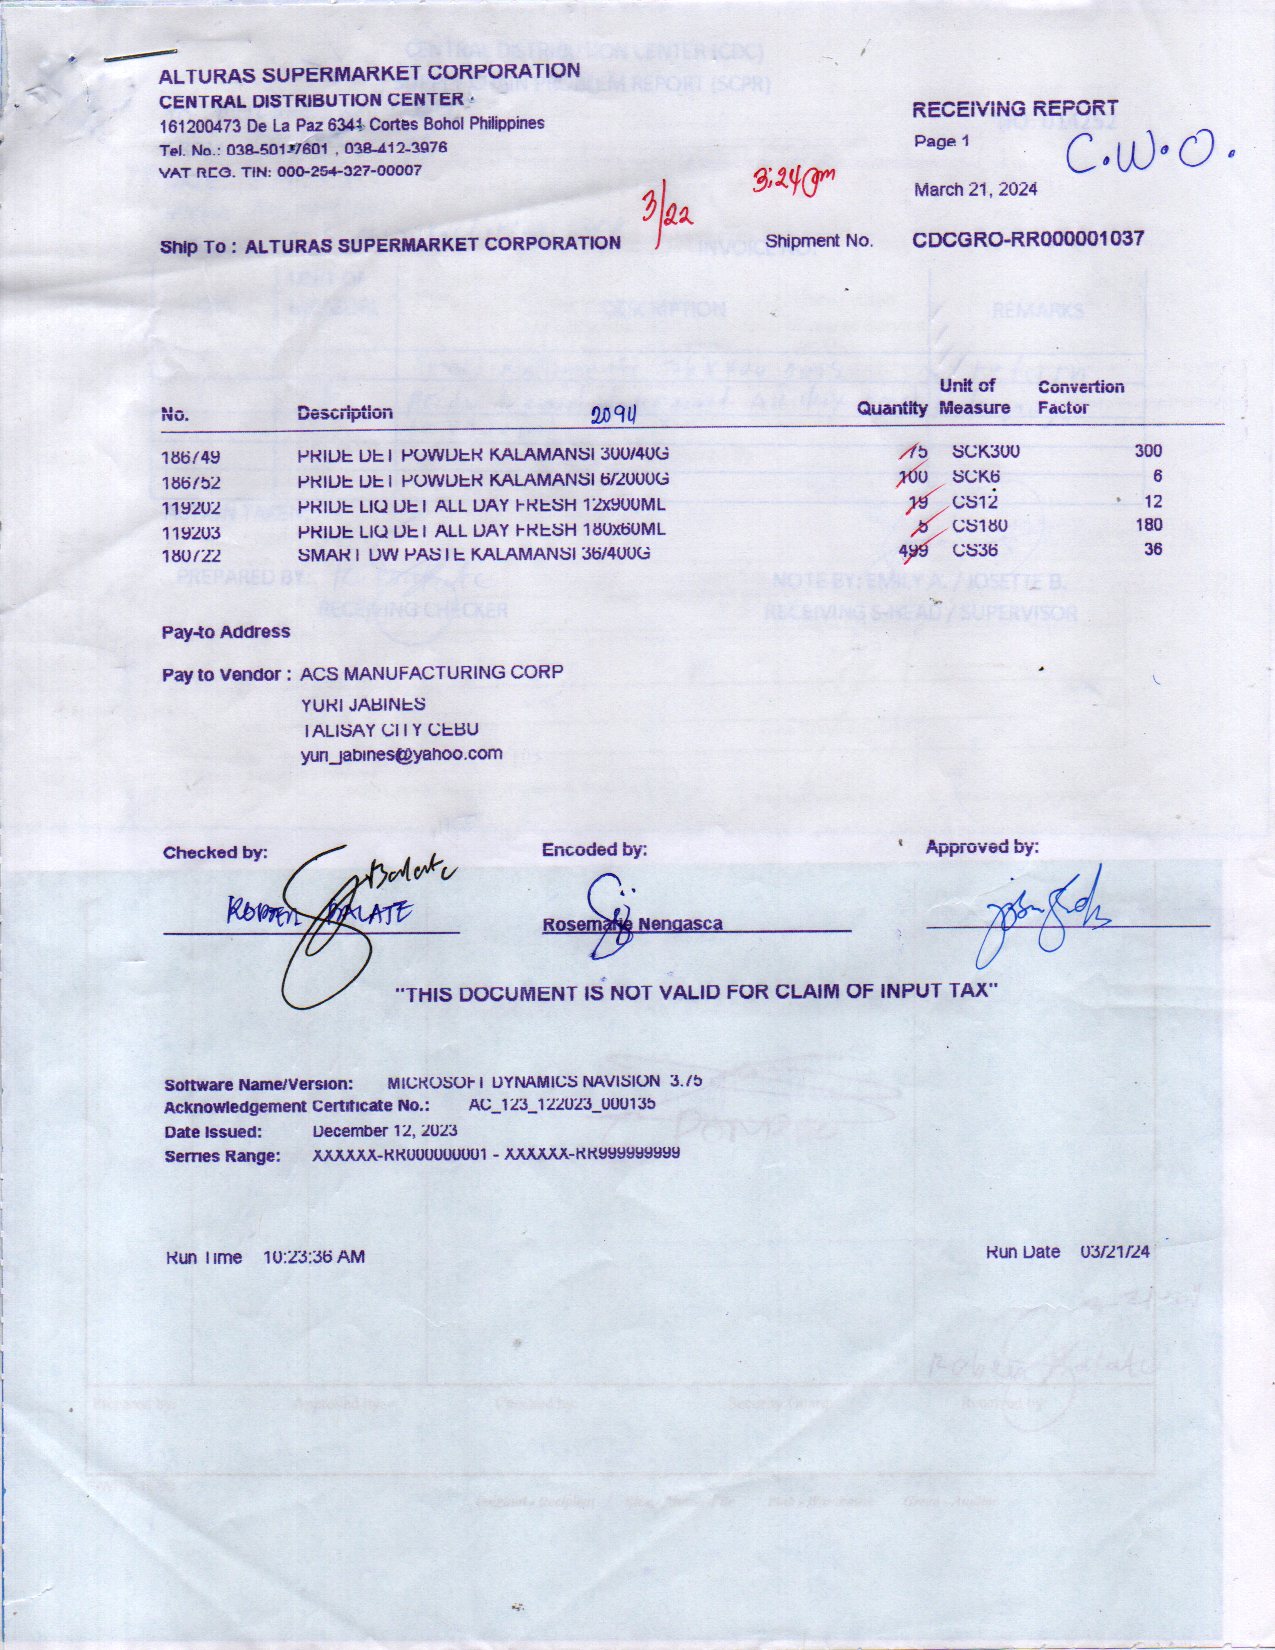 ALTURAS SUPERMARKET CORPORATION
CENTRAL DISTRIBUTION CENTER
161200473 De La Paz 6341 Cortes Bohol Philippines
Tel. No.: 038-501-7601 , 038-412-3976
VAT REG. TIN: 000-254-327-00007
RECEIVING REPORT
Page 1
C.W.O.
March 21, 2024
3/22
3:24pm
Ship To : ALTURAS SUPERMARKET CORPORATION
Shipment No. CDCGRO-RR000001037
No. Description 2094 Quantity Unit of Measure Convertion Factor
186749 PRIDE DET POWDER KALAMANSI 300/40G 75 SCK300 300
186752 PRIDE DET POWDER KALAMANSI 6/2000G 100 SCK6 6
119202 PRIDE LIQ DET ALL DAY FRESH 12x900ML 19 CS12 12
119203 PRIDE LIQ DET ALL DAY FRESH 180x60ML 5 CS180 180
180722 SMART DW PASTE KALAMANSI 36/400G 499 CS36 36
Pay-to Address
Pay to Vendor : ACS MANUFACTURING CORP
YURI JABINES
TALISAY CITY CEBU
yuri_jabines@yahoo.com
Checked by: Encoded by: Approved by:
BALATE
Rosemarie Nengasca
"THIS DOCUMENT IS NOT VALID FOR CLAIM OF INPUT TAX"
Software Name/Version: MICROSOFT DYNAMICS NAVISION 3.75
Acknowledgement Certificate No.: AC_123_122023_000135
Date Issued: December 12, 2023
Serries Range: XXXXXX-RR000000001 - XXXXXX-RR999999999
Run Time 10:23:36 AM
Run Date 03/21/24